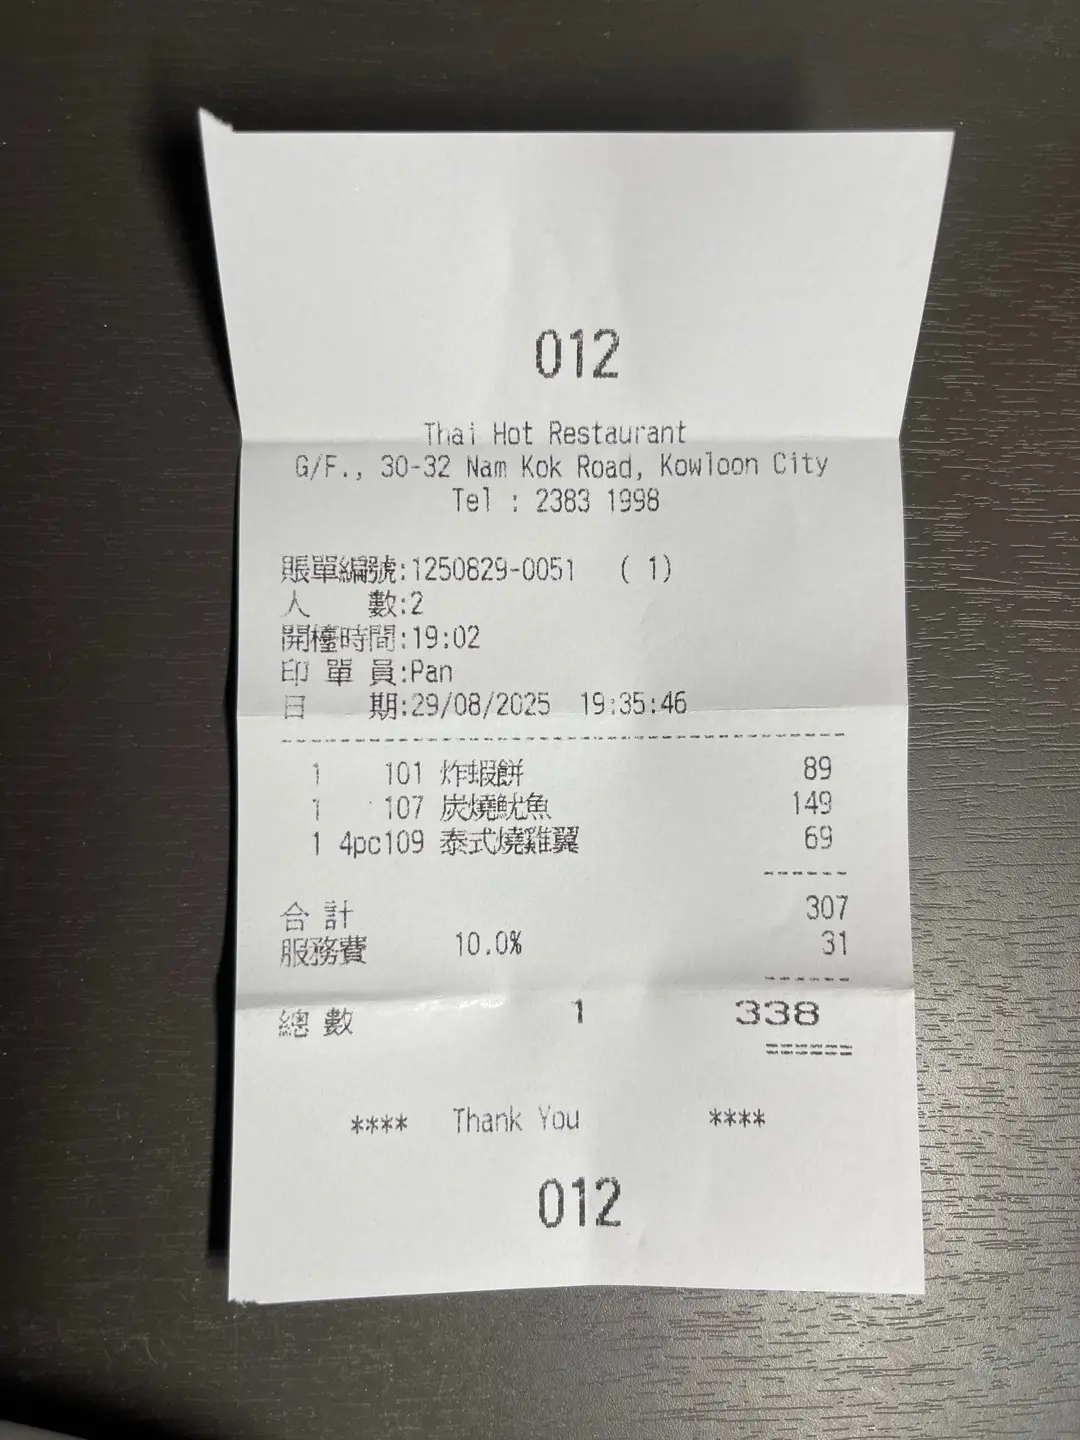 012
Thai Hot Restaurant
G/F., 30-32 Nam Kok Road, Kowloon City
Tel : 2383 1998
賬單編號:1250829-0051 ( 1)
人 數:2
開檯時間:19:02
印 單 員:Pan
日 期:29/08/2025 19:35:46
1 101 炸蝦餅 89
1 107 炭燒魷魚 149
1 4pc109 泰式燒雞翼 69
合 計 307
服務費 10.0% 31
總 數 1 338
**** Thank You ****
012